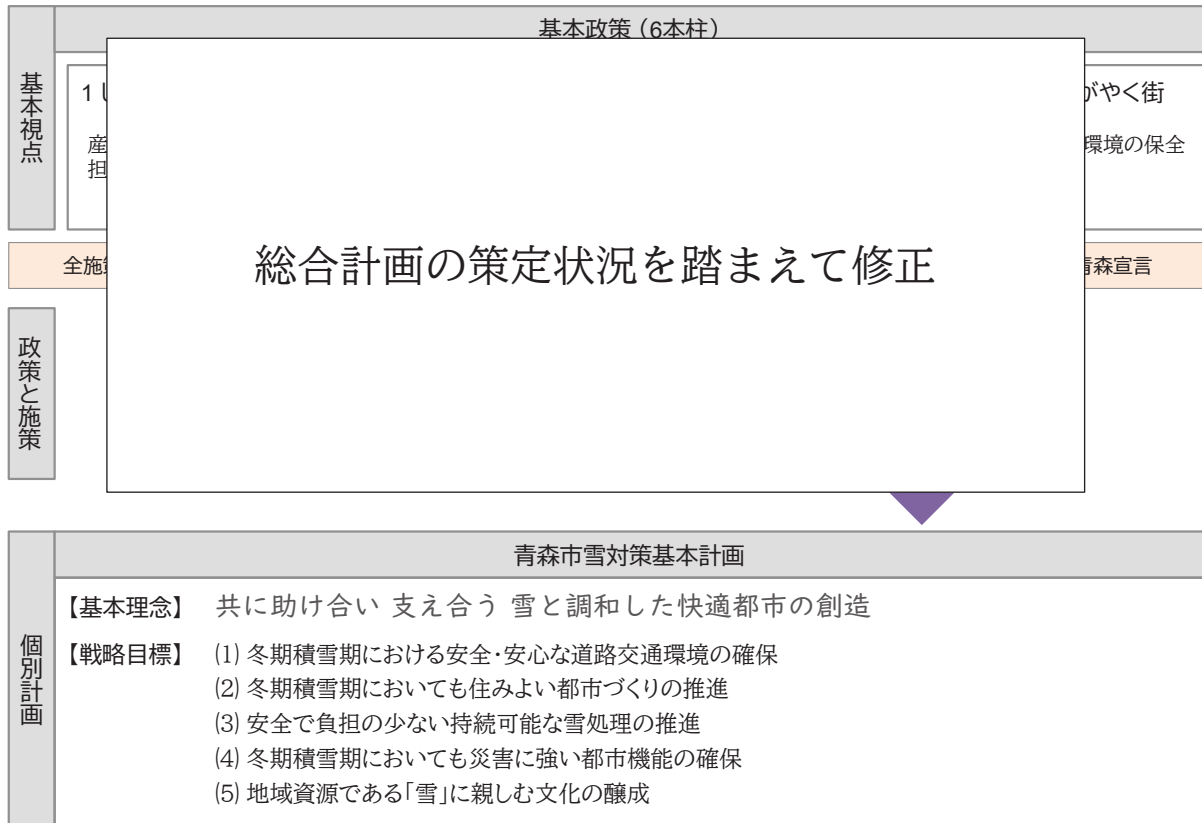 基本政策（6本柱）
基本視点
1 し
がやく街
産
環境の保全
担
全施策
青森宣言
総合計画の策定状況を踏まえて修正
政策と施策
青森市雪対策基本計画
個別計画
【基本理念】 共に助け合い 支え合う 雪と調和した快適都市の創造
【戦略目標】 (1) 冬期積雪期における安全・安心な道路交通環境の確保
(2) 冬期積雪期においても住みよい都市づくりの推進
(3) 安全で負担の少ない持続可能な雪処理の推進
(4) 冬期積雪期においても災害に強い都市機能の確保
(5) 地域資源である「雪」に親しむ文化の醸成